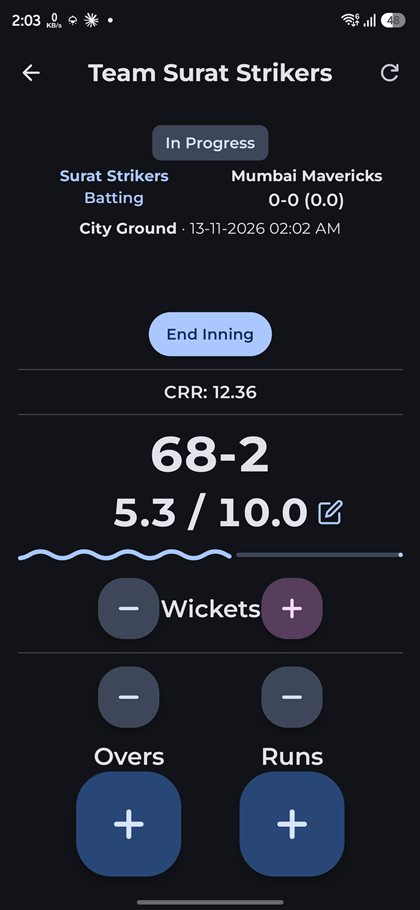 2:03 0 KB/s 48
Team Surat Strikers
In Progress
Surat Strikers Mumbai Mavericks
Batting 0-0 (0.0)
City Ground · 13-11-2026 02:02 AM
End Inning
CRR: 12.36
68-2
5.3 / 10.0
Wickets
Overs Runs